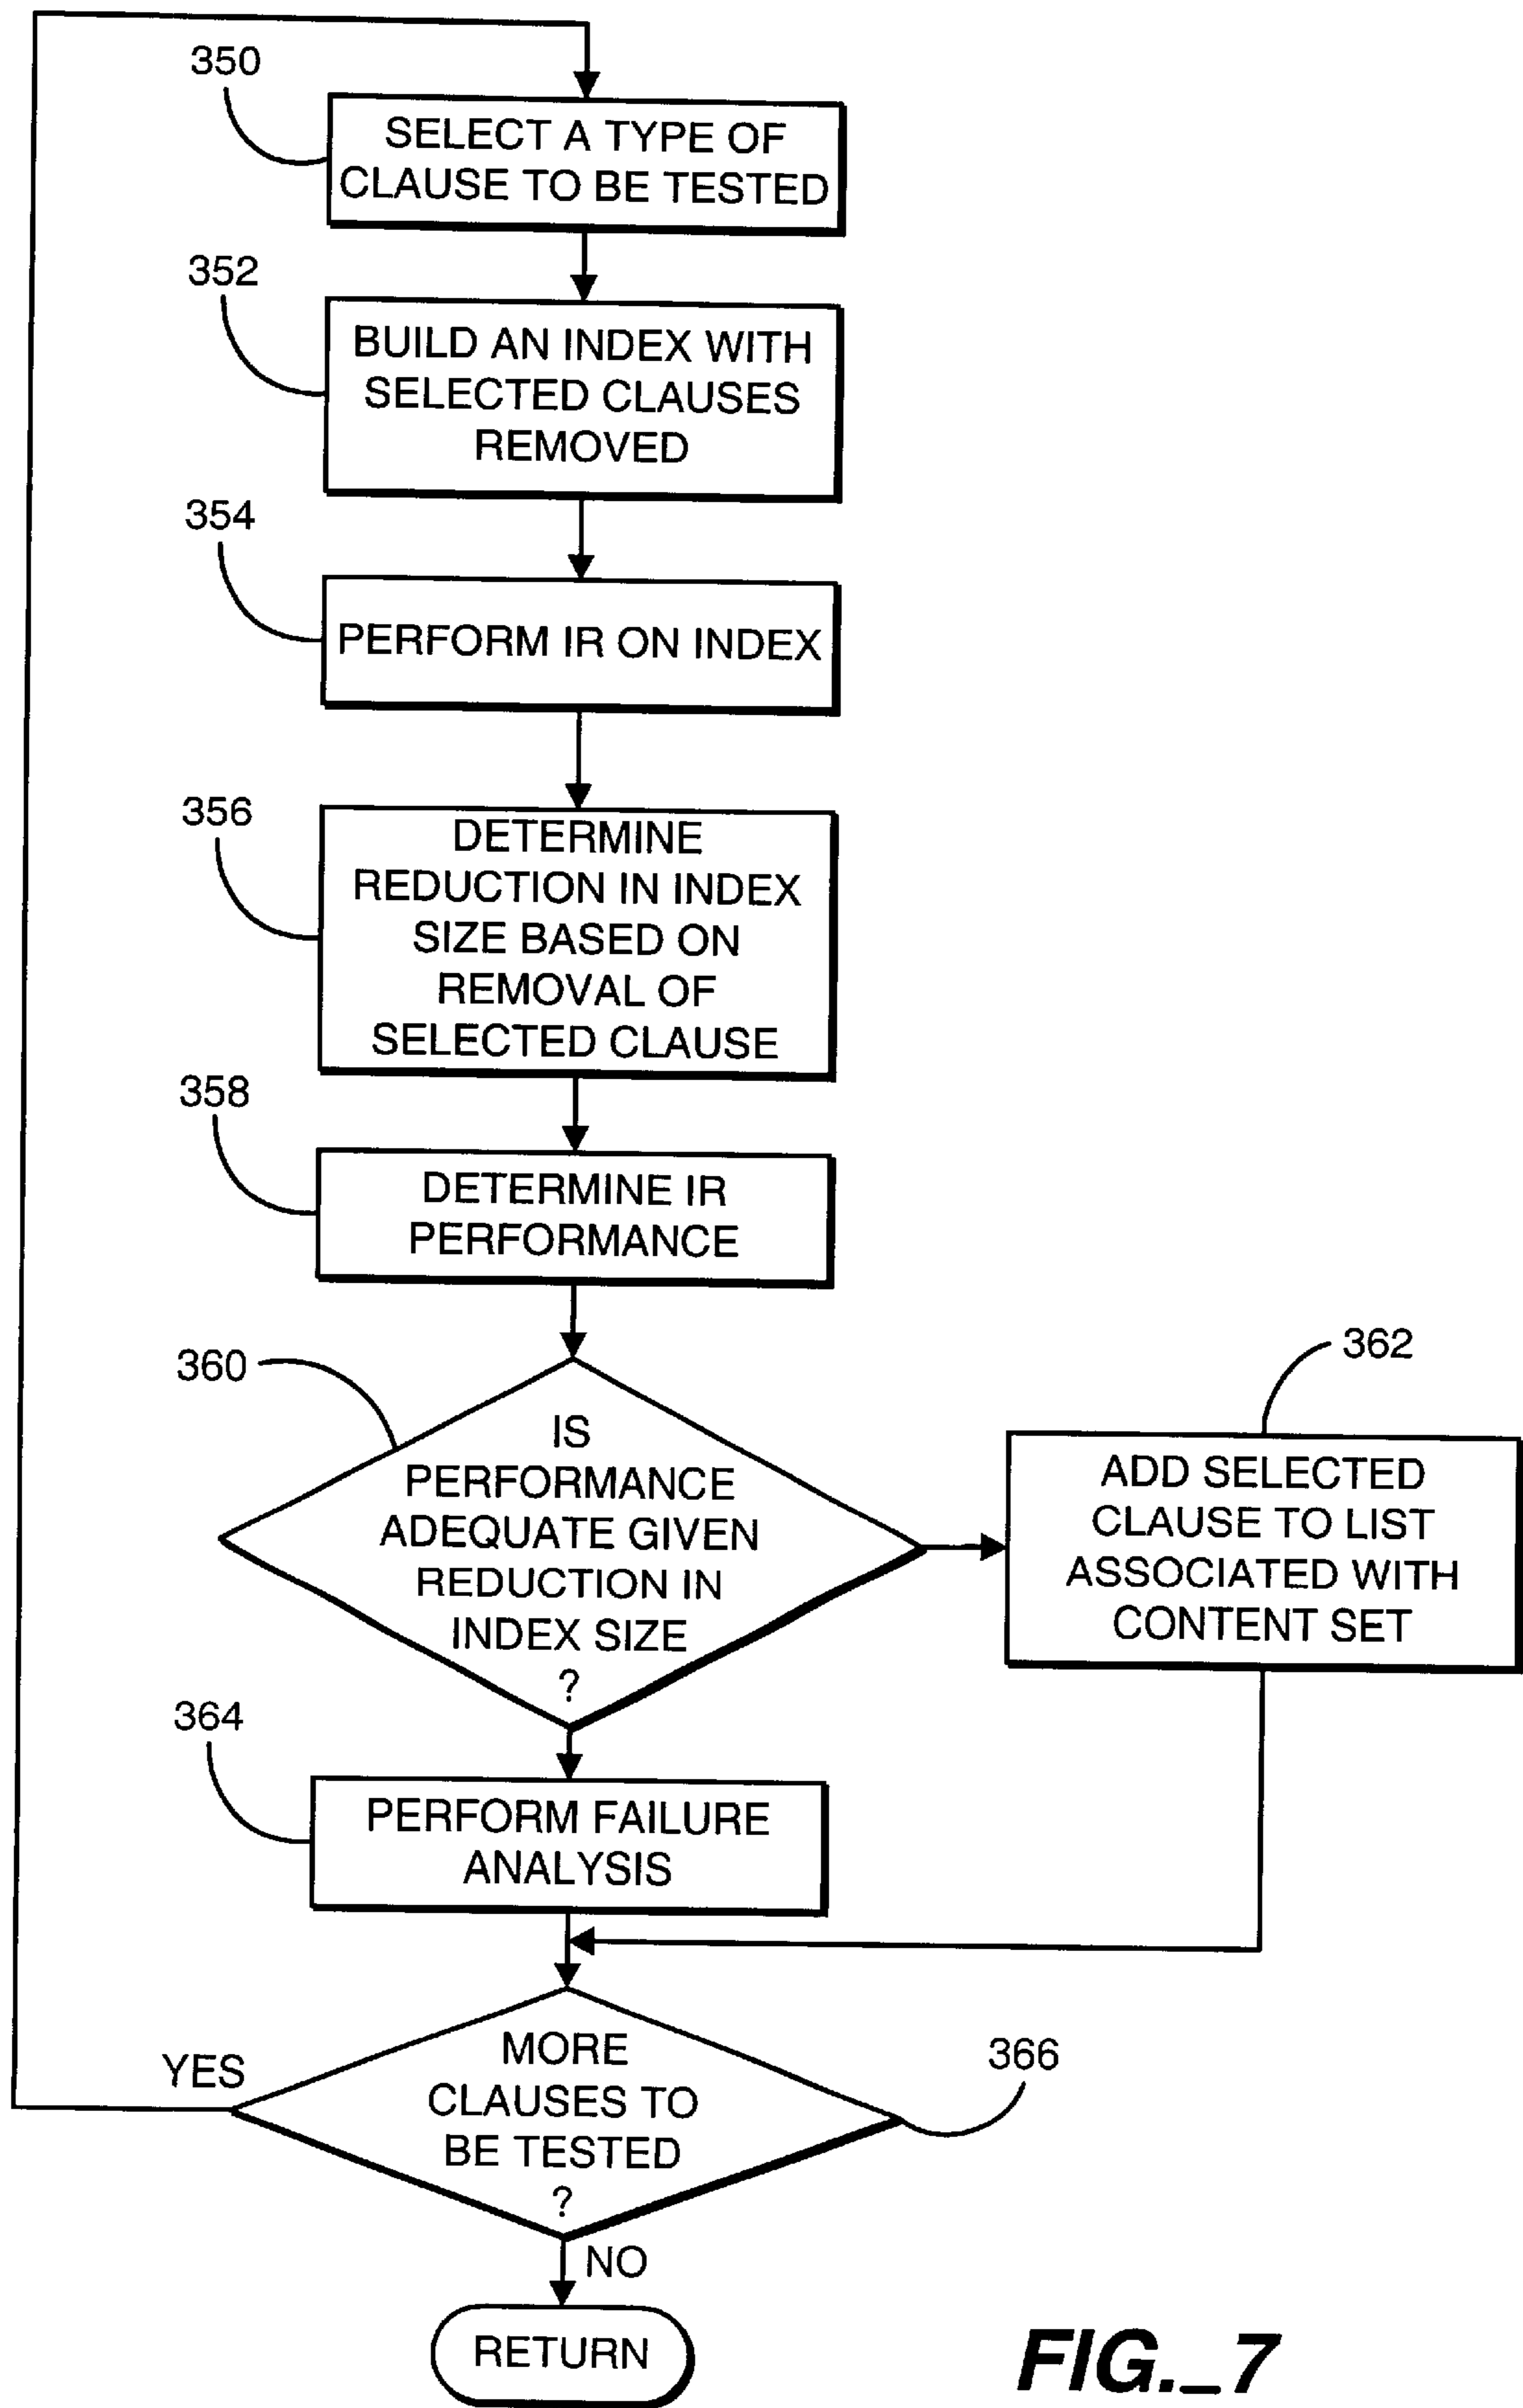 350
SELECT A TYPE OF
CLAUSE TO BE TESTED
352
BUILD AN INDEX WITH
SELECTED CLAUSES
REMOVED
354
PERFORM IR ON INDEX
356
DETERMINE
REDUCTION IN INDEX
SIZE BASED ON
REMOVAL OF
SELECTED CLAUSE
358
DETERMINE IR
PERFORMANCE
360
IS
PERFORMANCE
ADEQUATE GIVEN
REDUCTION IN
INDEX SIZE
?
362
ADD SELECTED
CLAUSE TO LIST
ASSOCIATED WITH
CONTENT SET
364
PERFORM FAILURE
ANALYSIS
366
MORE
CLAUSES TO
BE TESTED
?
YES
NO
RETURN
FIG._7